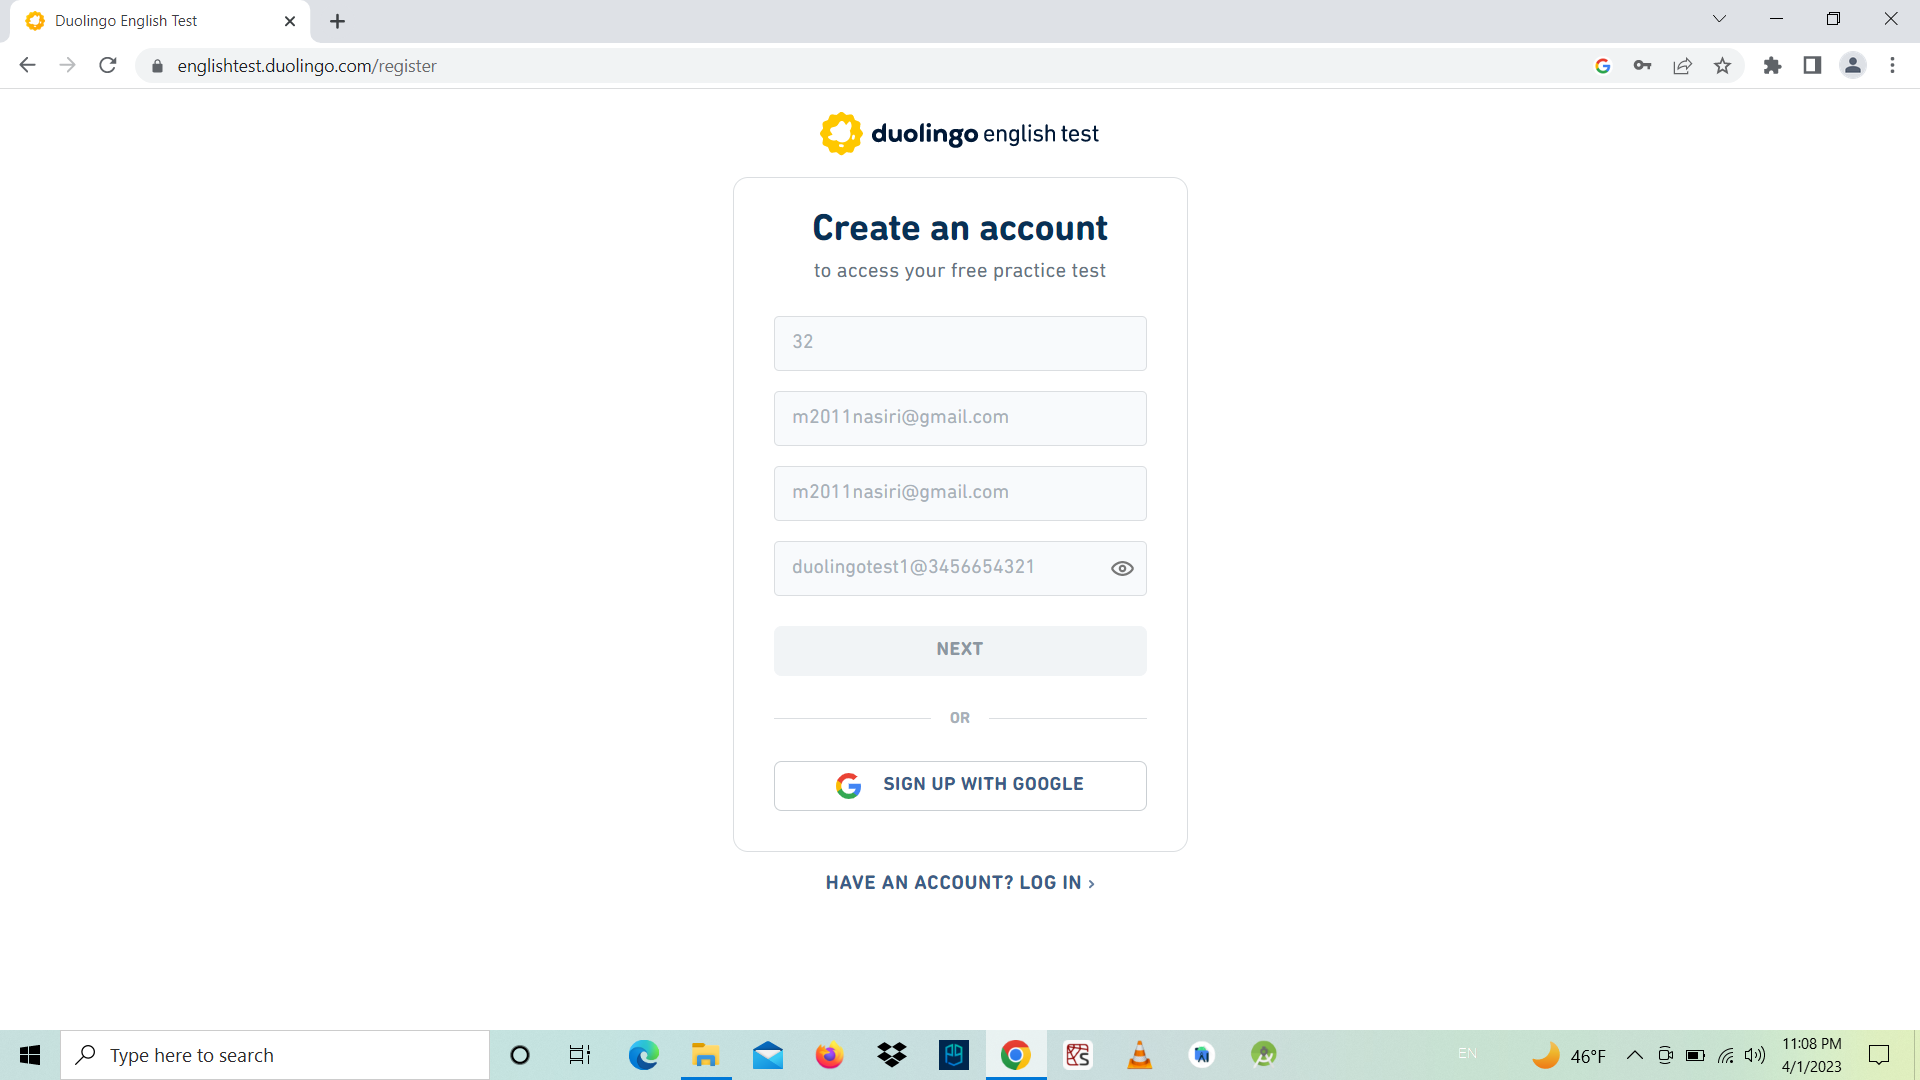 Duolingo English Test
englishtest.duolingo.com/register
duolingo english test
Create an account
to access your free practice test
32
m2011nasiri@gmail.com
m2011nasiri@gmail.com
duolingotest1@3456654321
NEXT
OR
SIGN UP WITH GOOGLE
HAVE AN ACCOUNT? LOG IN ›
Type here to search
EN
46°F
11:08 PM
4/1/2023